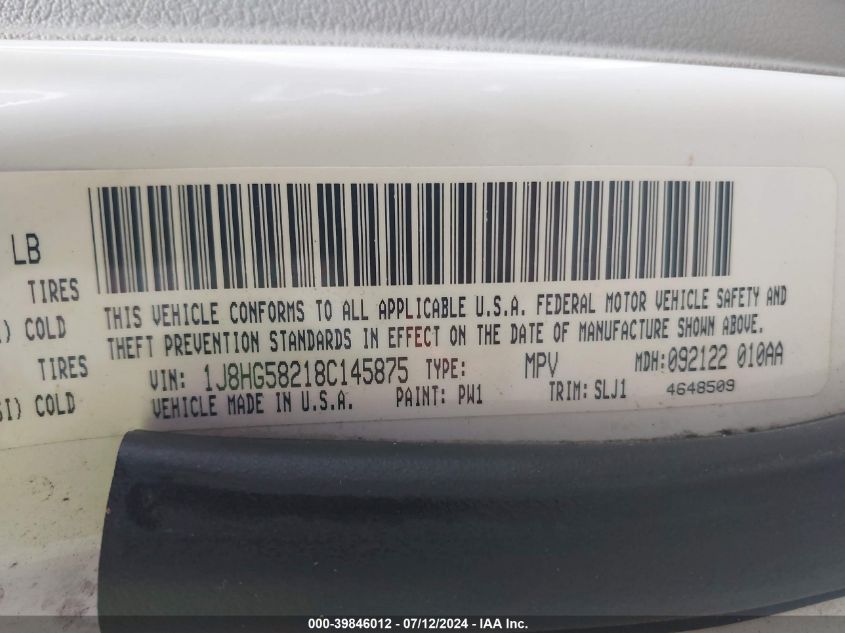 LB
TIRES
) COLD
TIRES
SI) COLD
THIS VEHICLE CONFORMS TO ALL APPLICABLE U.S.A. FEDERAL MOTOR VEHICLE SAFETY AND
THEFT PREVENTION STANDARDS IN EFFECT ON THE DATE OF MANUFACTURE SHOWN ABOVE.
VIN: 1J8HG58218C145875 TYPE: MPV MDH:092122 010AA
VEHICLE MADE IN U.S.A. PAINT: PW1 TRIM: SLJ1 4648509
000-39846012 - 07/12/2024 - IAA, Inc.